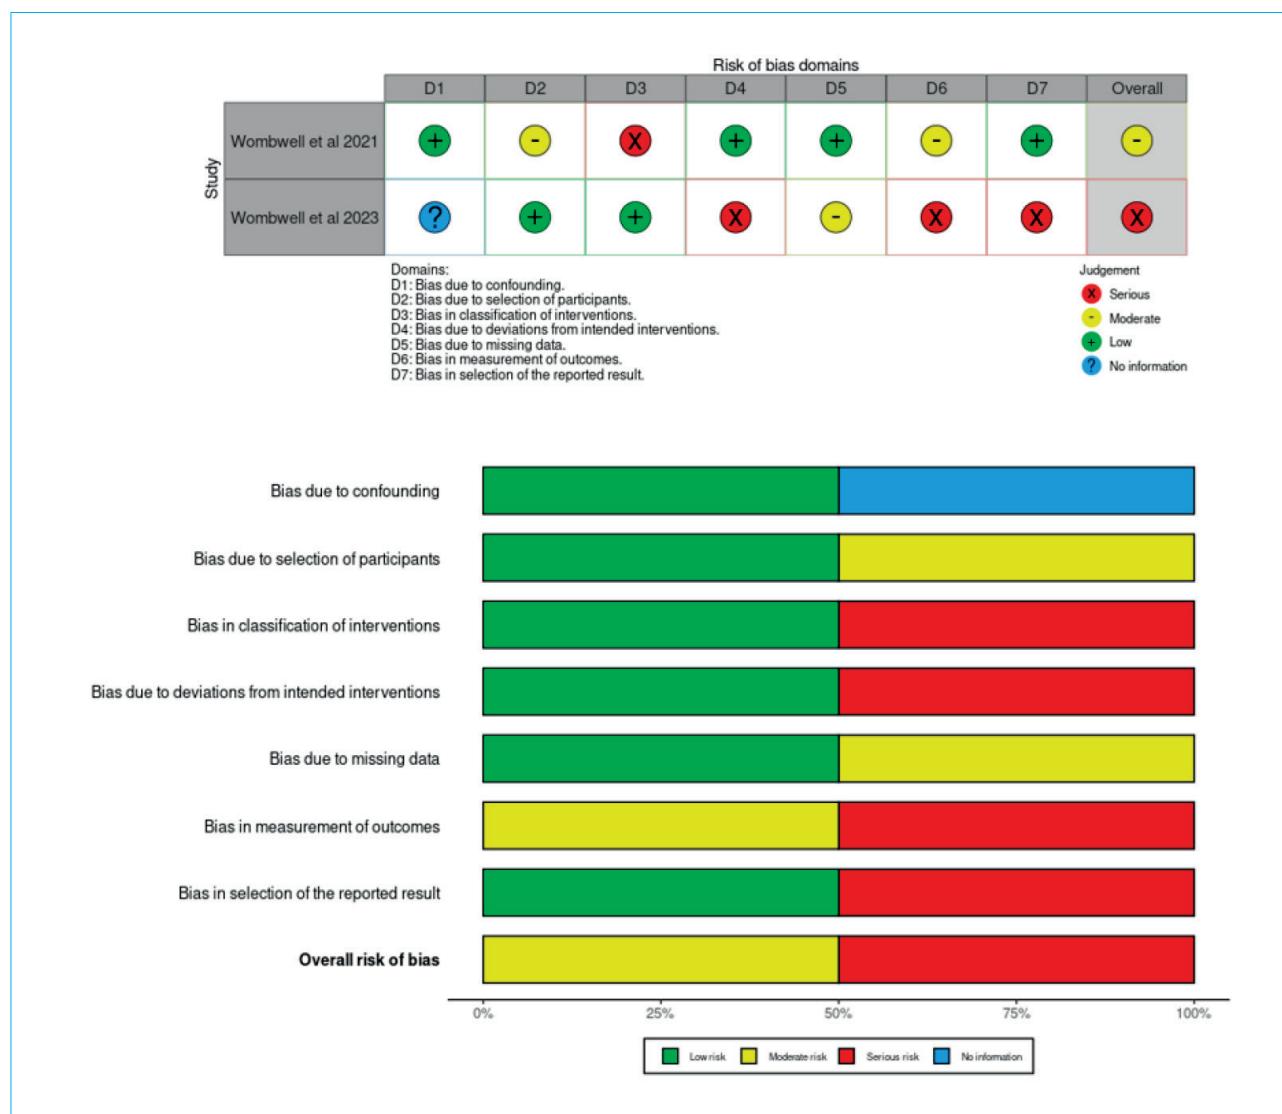 Risk of bias domains
D1 D2 D3 D4 D5 D6 D7 Overall
Study
Wombwell et al 2021 + - X + + - + -
Wombwell et al 2023 ? + + X - X X X
Domains:
D1: Bias due to confounding.
D2: Bias due to selection of participants.
D3: Bias in classification of interventions.
D4: Bias due to deviations from intended interventions.
D5: Bias due to missing data.
D6: Bias in measurement of outcomes.
D7: Bias in selection of the reported result.
Judgement
X Serious
- Moderate
+ Low
? No information
Bias due to confounding
Bias due to selection of participants
Bias in classification of interventions
Bias due to deviations from intended interventions
Bias due to missing data
Bias in measurement of outcomes
Bias in selection of the reported result
Overall risk of bias
0% 25% 50% 75% 100%
Low risk Moderate risk Serious risk No information